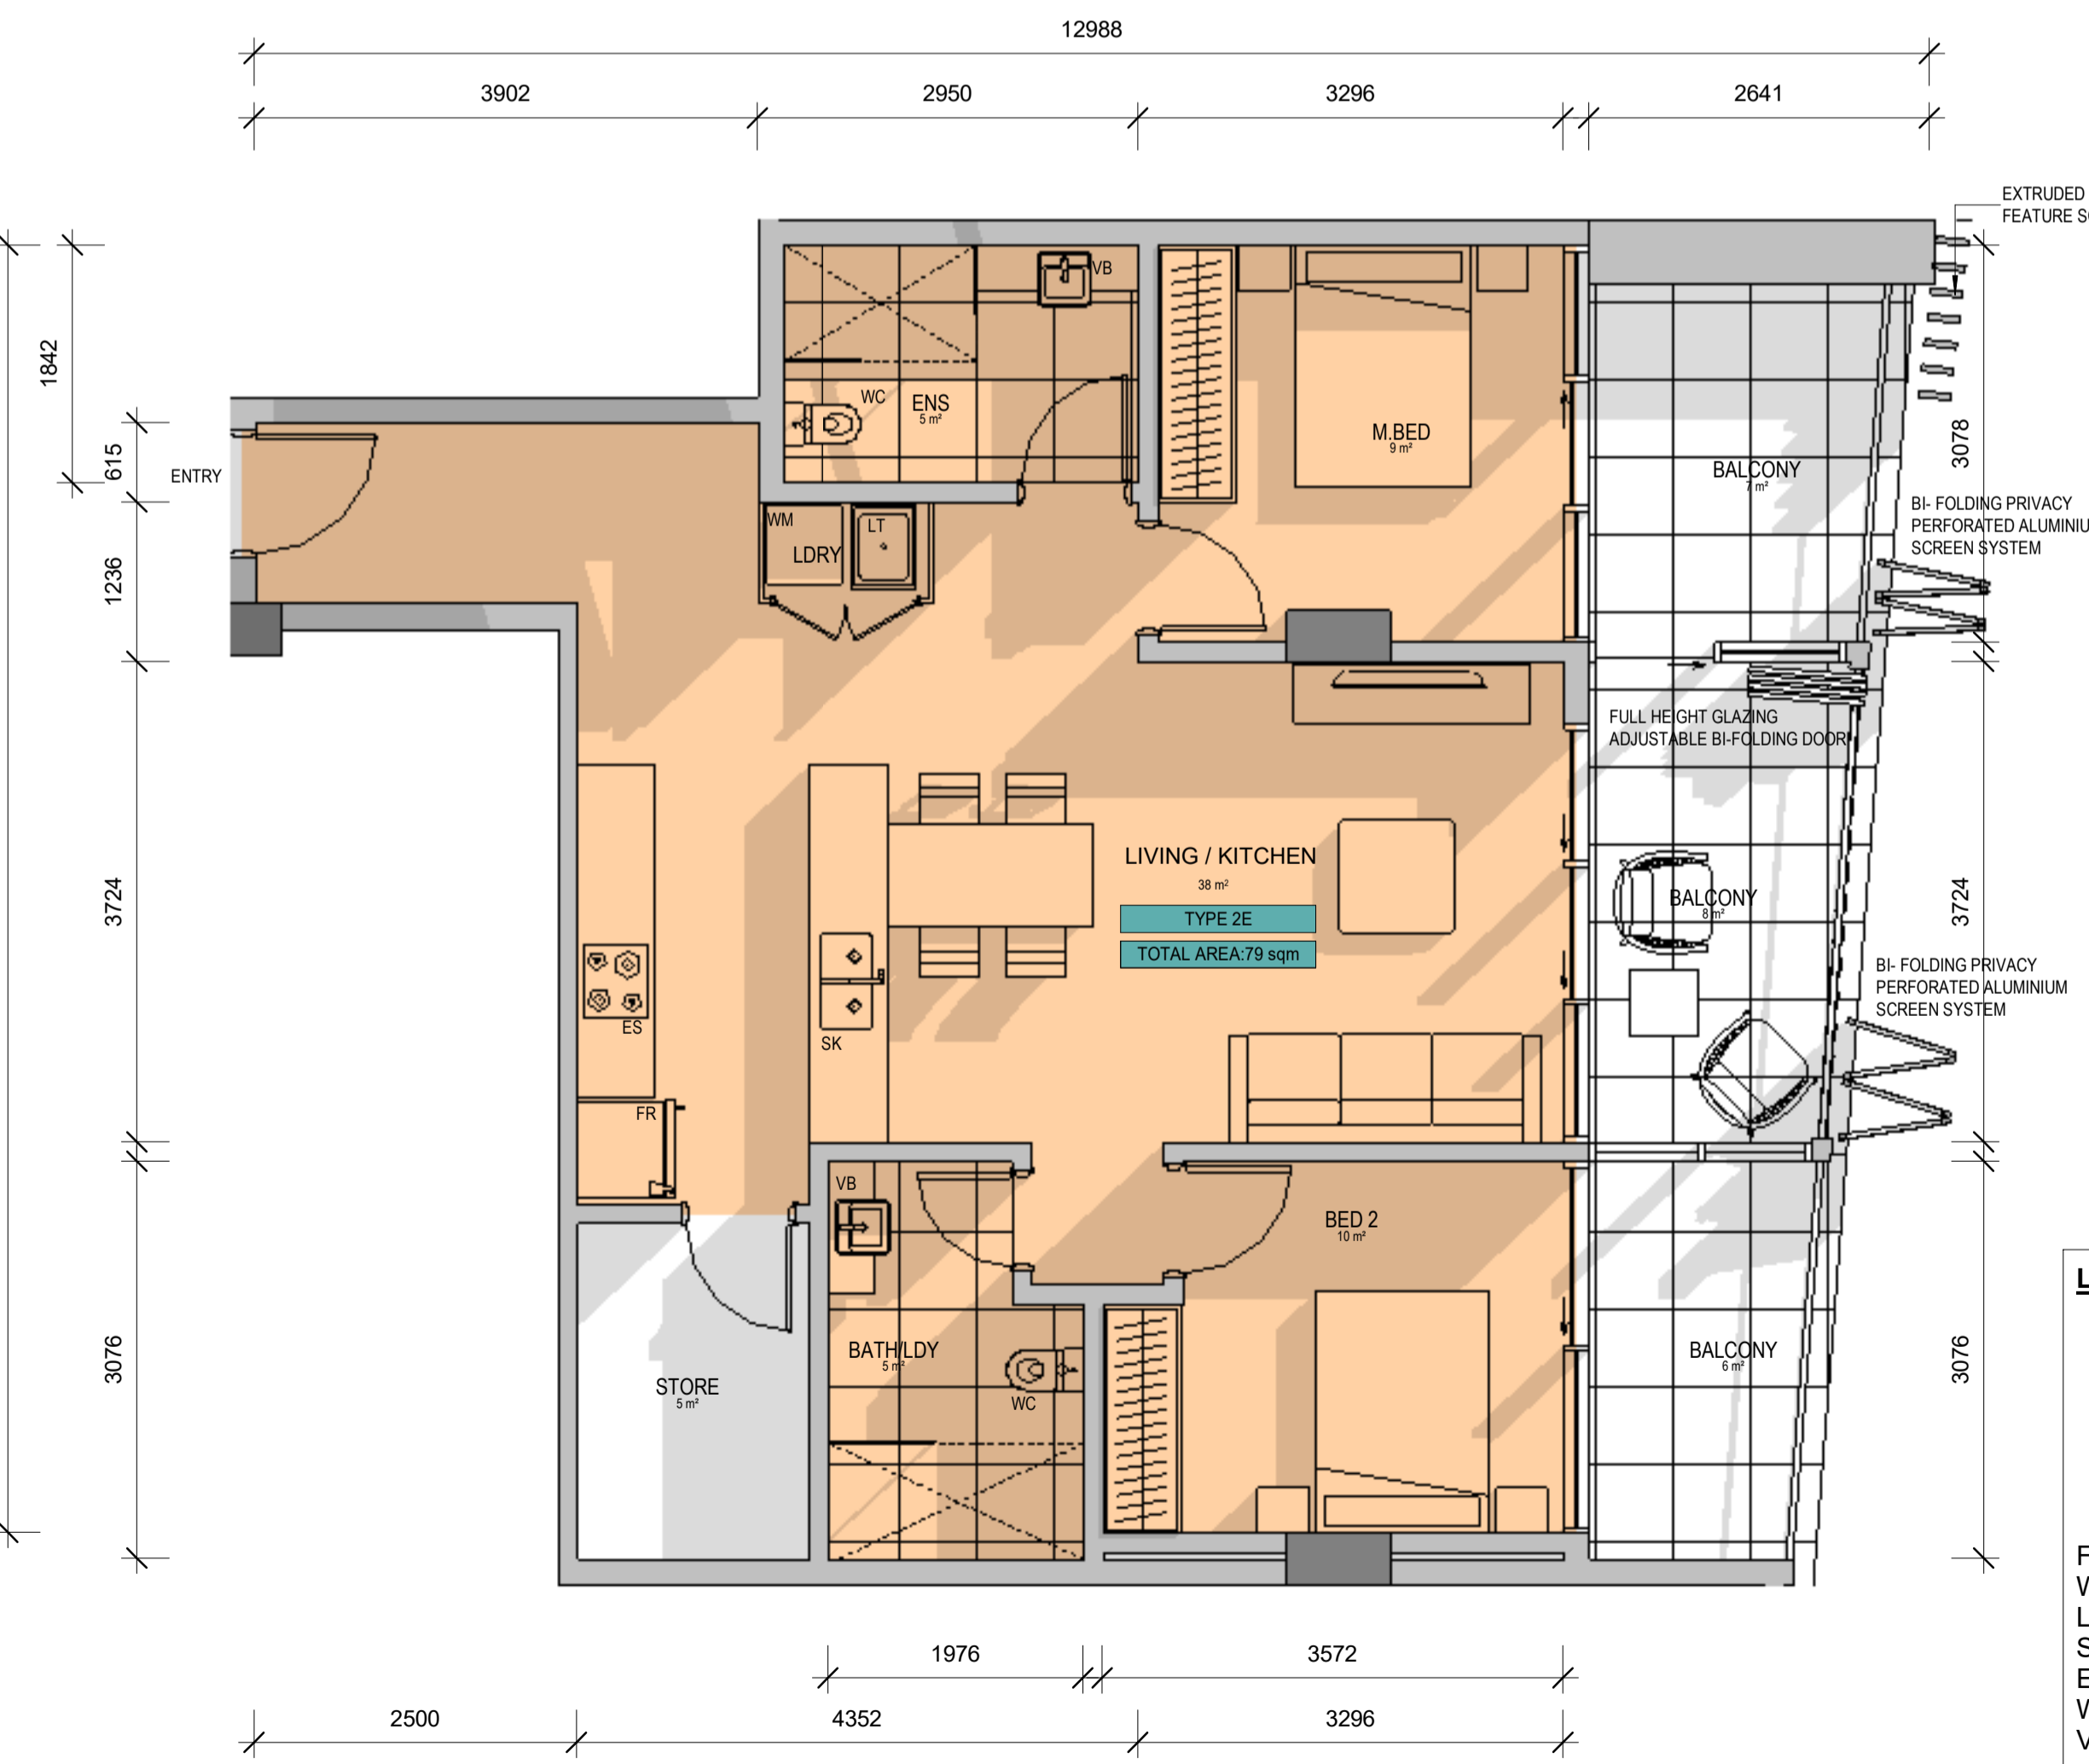 12988
3902
2950
3296
2641
EXTRUDED
FEATURE
1842
VB
WC
ENS
5 m²
M.BED
9 m²
3078
615
ENTRY
BALCONY
7 m²
WM
LT
LDRY
BI- FOLDING PRIVACY
PERFORATED
SCREEN SYSTEM
1236
FULL HEIGHT GLAZING
ADJUSTABLE BI-FOLDING DOOR
LIVING / KITCHEN
38 m²
TYPE 2E
TOTAL AREA:79 sqm
3724
BALCONY
8 m²
3724
BI- FOLDING PRIVACY
PERFORATED ALUMINIUM
SCREEN SYSTEM
ES
SK
FR
VB
BED 2
10 m²
BATH/LDY
5 m²
WC
STORE
5 m²
BALCONY
6 m²
3076
3076
L
F
W
L
S
E
W
V
1976
3572
2500
4352
3296